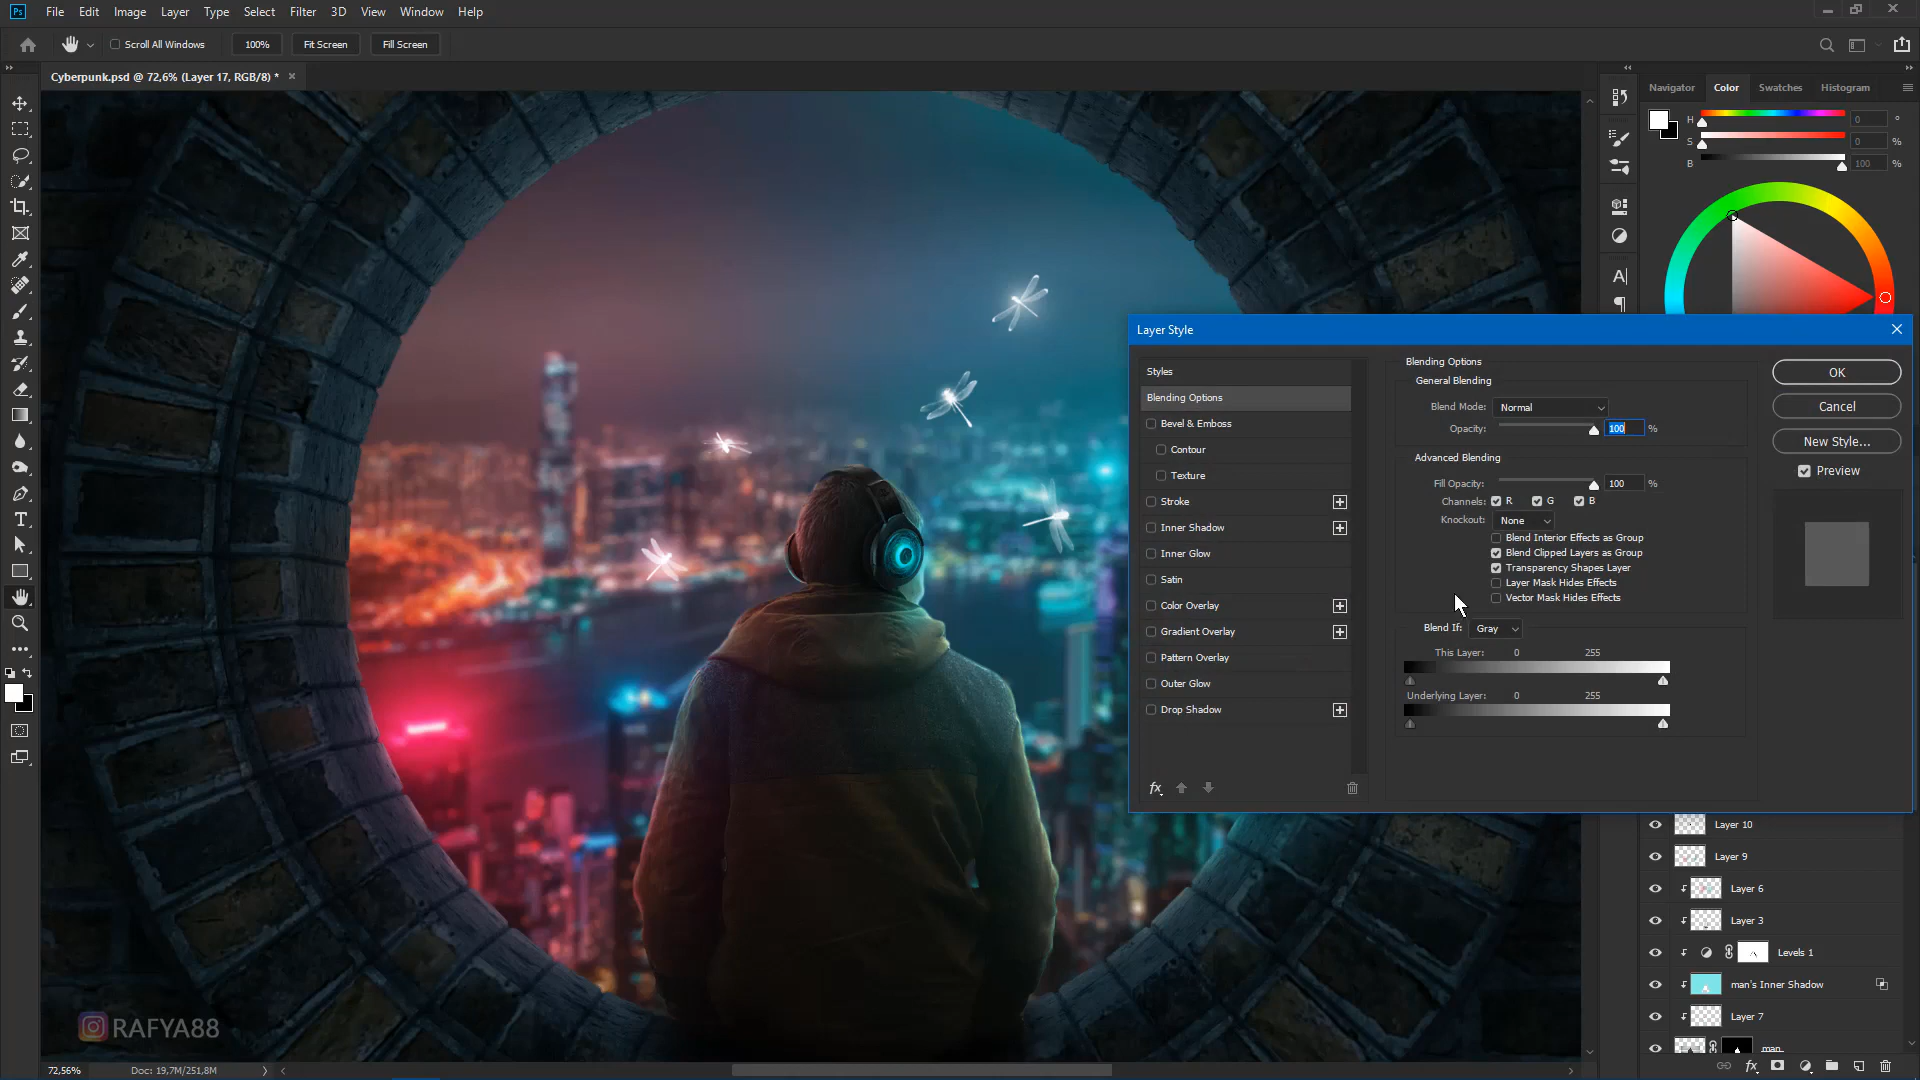 Ps File Edit Image Layer Type Select Filter 3D View Window Help
Scroll All Windows 100% Fit Screen Fill Screen
Cyberpunk.psd @ 72,6% (Layer 17, RGB/8) *
Navigator Color Swatches Histogram
H 0 °
S 0 %
B 100 %
Layer Style
Styles
Blending Options
Bevel & Emboss
Contour
Texture
Stroke
Inner Shadow
Inner Glow
Satin
Color Overlay
Gradient Overlay
Pattern Overlay
Outer Glow
Drop Shadow
fx
Blending Options
General Blending
Blend Mode: Normal
Opacity: 100 %
Advanced Blending
Fill Opacity: 100 %
Channels: R G B
Knockout: None
Blend Interior Effects as Group
Blend Clipped Layers as Group
Transparency Shapes Layer
Layer Mask Hides Effects
Vector Mask Hides Effects
Blend If: Gray
This Layer: 0 255
Underlying Layer: 0 255
OK
Cancel
New Style...
Preview
Layer 10
Layer 9
Layer 6
Layer 3
Levels 1
man's Inner Shadow
Layer 7
man
fx
RAFYA88
72,56% Doc: 19,7M/251,8M